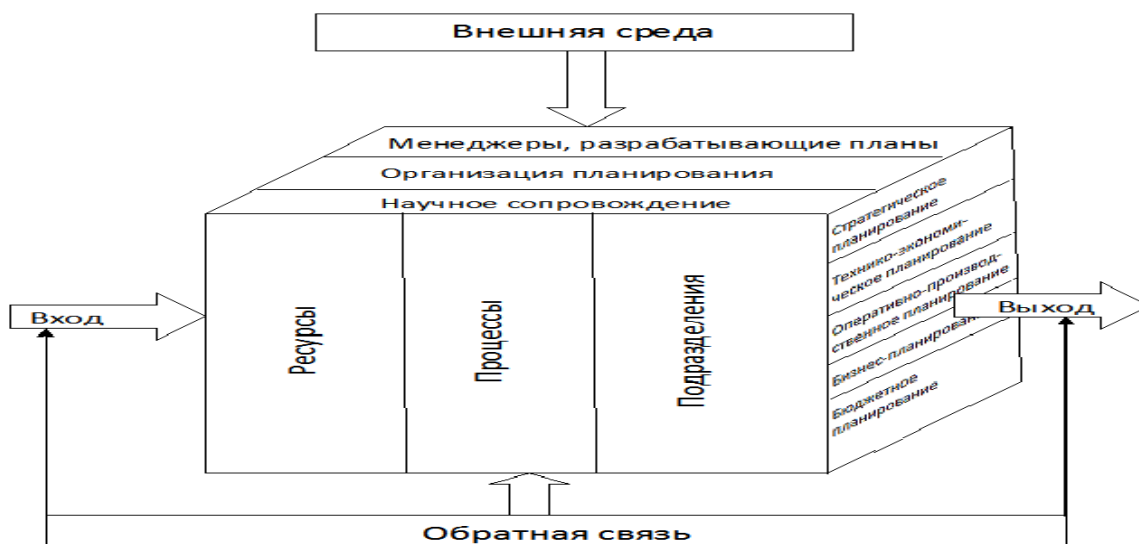 Внешняя среда
Менеджеры, разрабатывающие планы
Организация планирования
Научное сопровождение
Ресурсы
Процессы
Подразделения
Стратегическое
планирование
Технико-экономи-
ческое планирование
Оперативно-производ-
ственное планирование
Бизнес-планирование
Бюджетное
планирование
Вход
Выход
Обратная связь